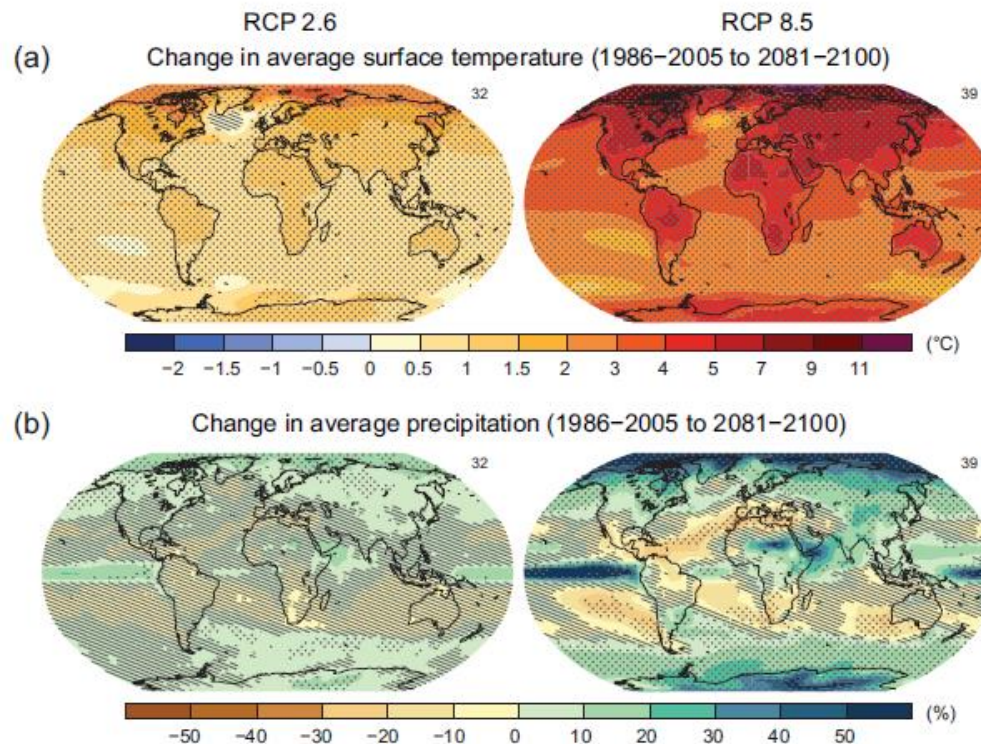 RCP 2.6 RCP 8.5
(a) Change in average surface temperature (1986–2005 to 2081–2100)
32 39
−2 −1.5 −1 −0.5 0 0.5 1 1.5 2 3 4 5 7 9 11 (°C)
(b) Change in average precipitation (1986–2005 to 2081–2100)
32 39
−50 −40 −30 −20 −10 0 10 20 30 40 50 (%)